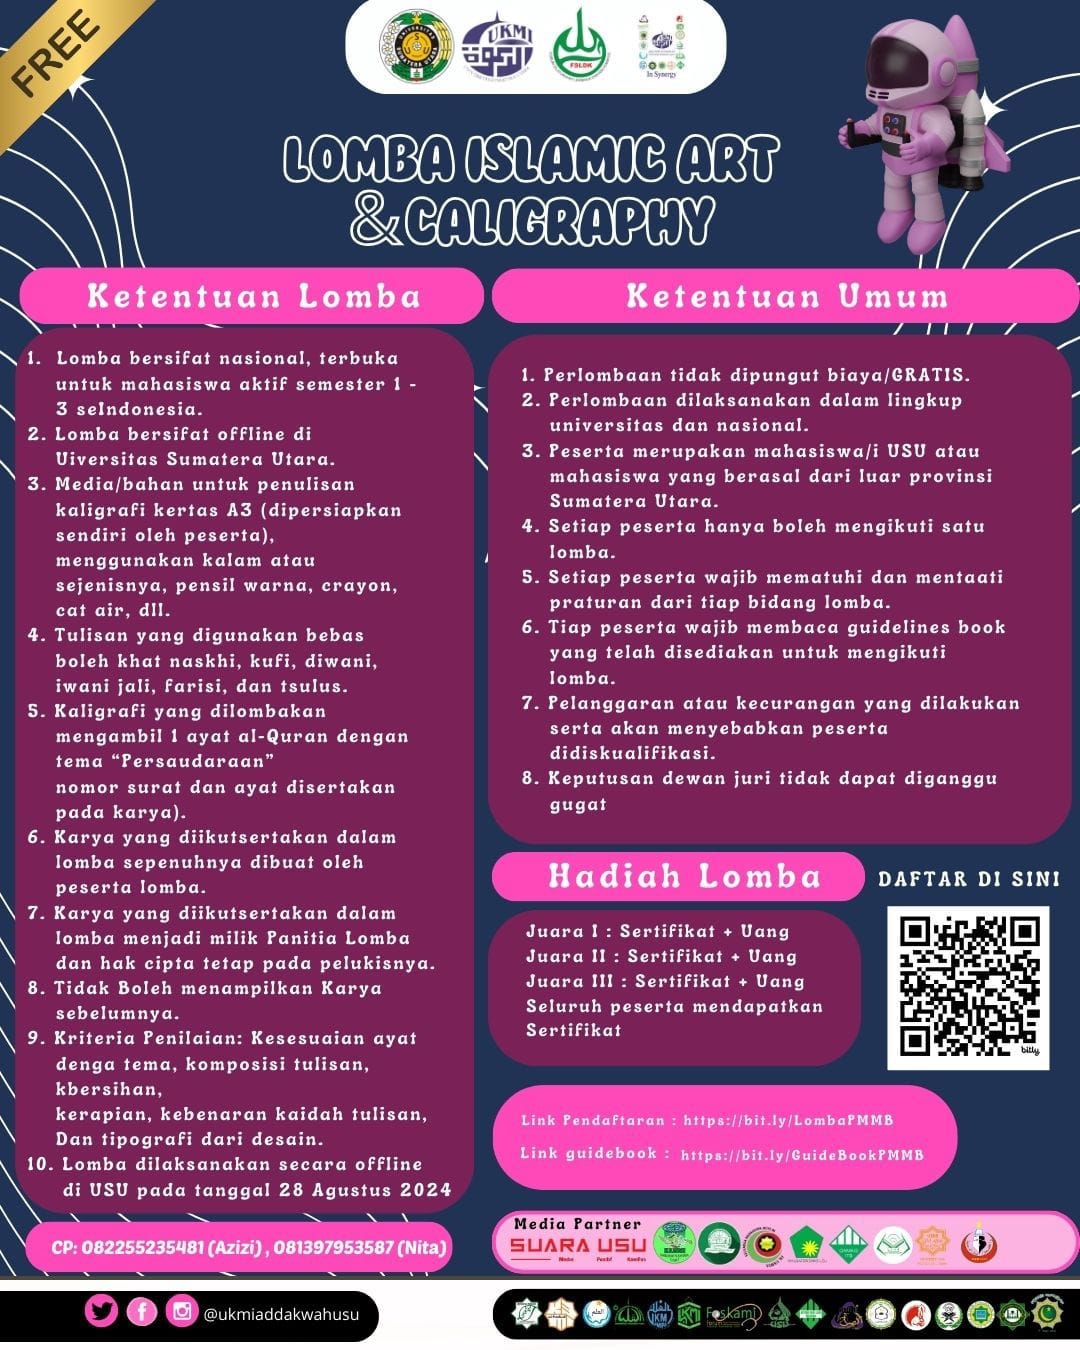 FREE
UNIVERSITAS SUMATERA UTARA
UKMI
FSLDK
In Synergy
LOMBA ISLAMIC ART
&CALIGRAPHY
Ketentuan Lomba
1. Lomba bersifat nasional, terbuka
untuk mahasiswa aktif semester 1 -
3 seIndonesia.
2. Lomba bersifat offline di
Uiversitas Sumatera Utara.
3. Media/bahan untuk penulisan
kaligrafi kertas A3 (dipersiapkan
sendiri oleh peserta),
menggunakan kalam atau
sejenisnya, pensil warna, crayon,
cat air, dll.
4. Tulisan yang digunakan bebas
boleh khat naskhi, kufi, diwani,
iwani jali, farisi, dan tsulus.
5. Kaligrafi yang dilombakan
mengambil 1 ayat al-Quran dengan
tema “Persaudaraan”
nomor surat dan ayat disertakan
pada karya).
6. Karya yang diikutsertakan dalam
lomba sepenuhnya dibuat oleh
peserta lomba.
7. Karya yang diikutsertakan dalam
lomba menjadi milik Panitia Lomba
dan hak cipta tetap pada pelukisnya.
8. Tidak Boleh menampilkan Karya
sebelumnya.
9. Kriteria Penilaian: Kesesuaian ayat
denga tema, komposisi tulisan,
kbersihan,
kerapian, kebenaran kaidah tulisan,
Dan tipografi dari desain.
10. Lomba dilaksanakan secara offline
di USU pada tanggal 28 Agustus 2024
CP: 082255235481 (Azizi) , 081397953587 (Nita)
Ketentuan Umum
1. Perlombaan tidak dipungut biaya/GRATIS.
2. Perlombaan dilaksanakan dalam lingkup
universitas dan nasional.
3. Peserta merupakan mahasiswa/i USU atau
mahasiswa yang berasal dari luar provinsi
Sumatera Utara.
4. Setiap peserta hanya boleh mengikuti satu
lomba.
5. Setiap peserta wajib mematuhi dan mentaati
praturan dari tiap bidang lomba.
6. Tiap peserta wajib membaca guidelines book
yang telah disediakan untuk mengikuti
lomba.
7. Pelanggaran atau kecurangan yang dilakukan
serta akan menyebabkan peserta
didiskualifikasi.
8. Keputusan dewan juri tidak dapat diganggu
gugat
Hadiah Lomba
Juara I : Sertifikat + Uang
Juara II : Sertifikat + Uang
Juara III : Sertifikat + Uang
Seluruh peserta mendapatkan
Sertifikat
DAFTAR DI SINI
bitly
Link Pendaftaran : https://bit.ly/LombaPMMB
Link guidebook : https://bit.ly/GuideBookPMMB
Media Partner
SUARA USU
@ukmiaddakwahusu
Foskami